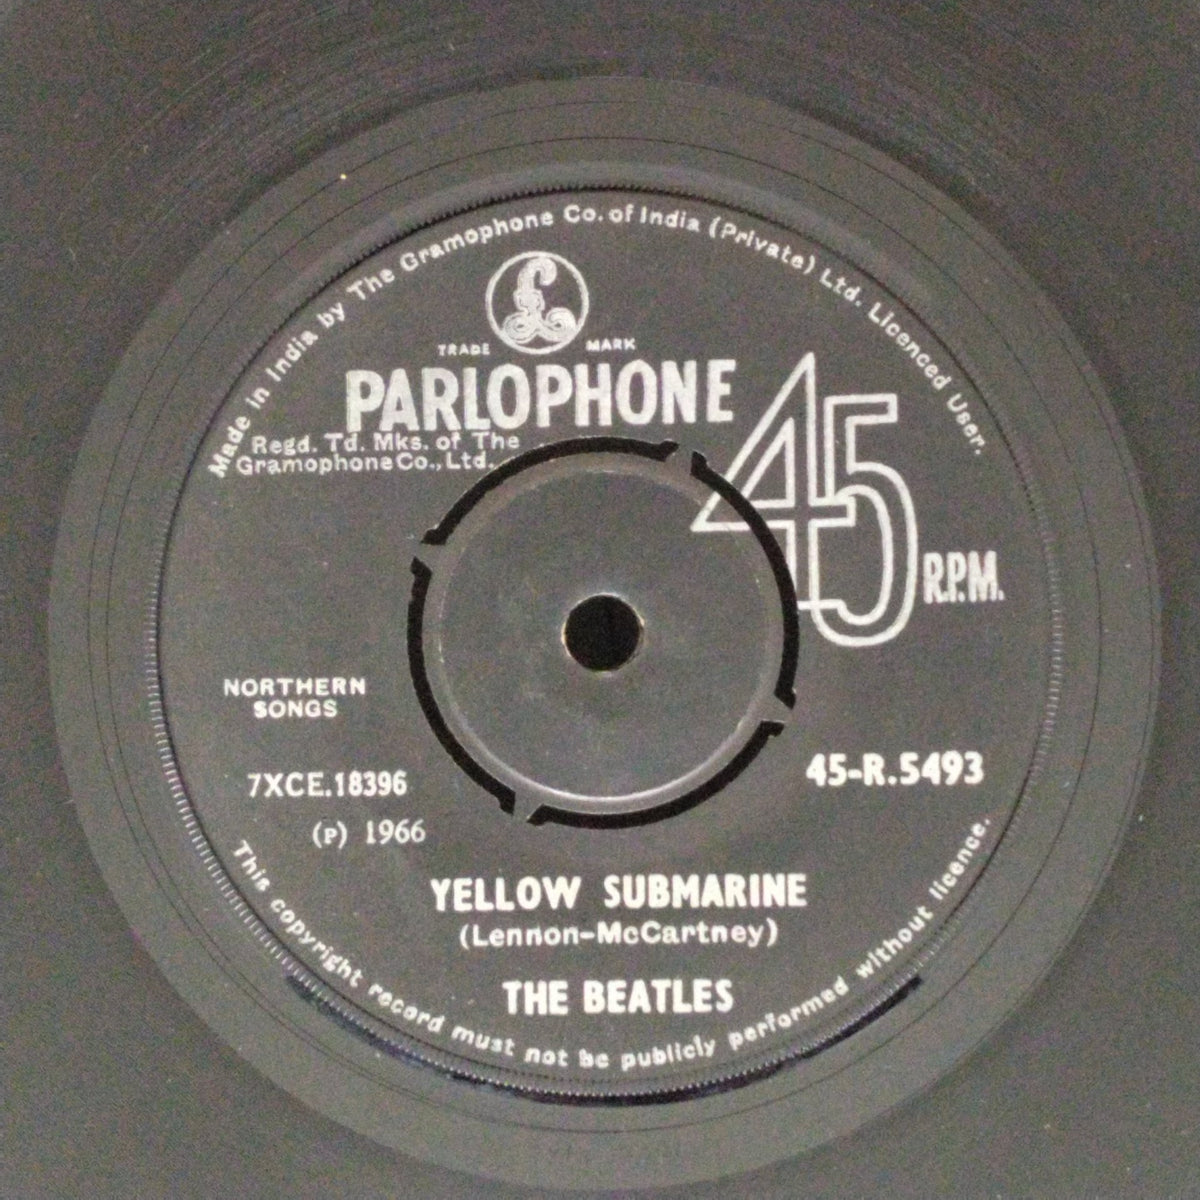 Made in India by The Gramophone Co. of India (Private) Ltd. Licenced User.
£
TRADE MARK
PARLOPHONE
Regd. Td. Mks. of The
Gramophone Co., Ltd.
45
R.P.M.
NORTHERN
SONGS
7XCE.18396
45-R.5493
(P) 1966
YELLOW SUBMARINE
(Lennon-McCartney)
THE BEATLES
This copyright record must not be publicly performed without licence.